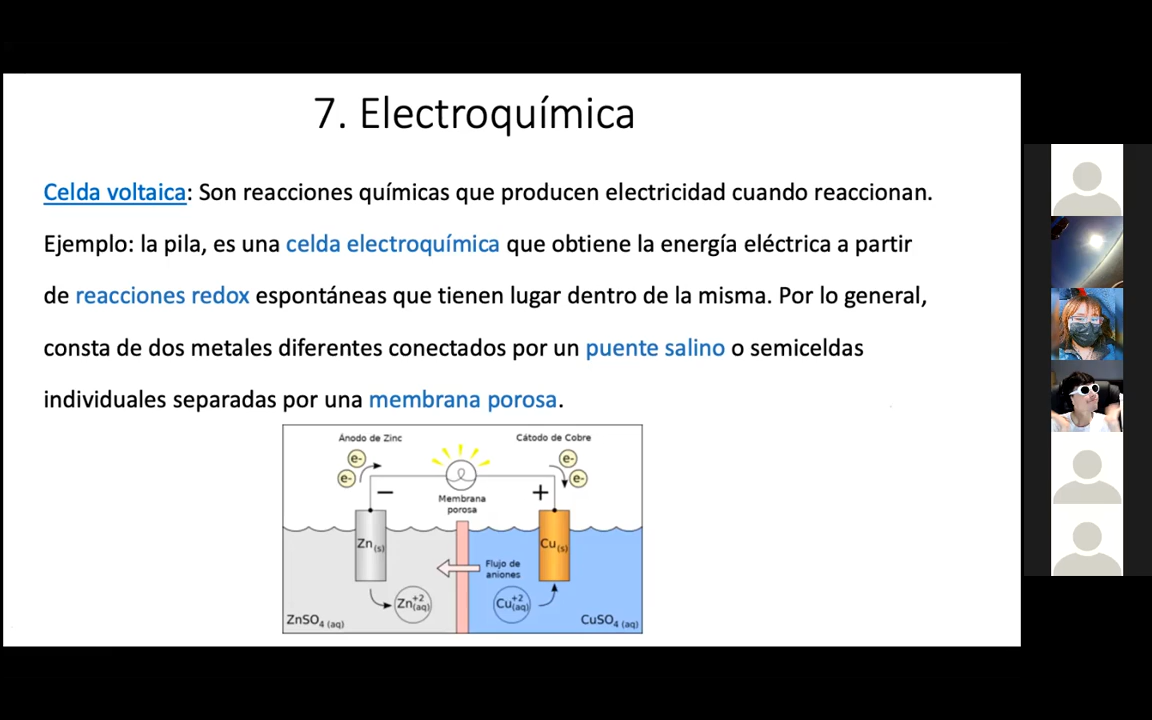 7. Electroquímica
Celda voltaica: Son reacciones químicas que producen electricidad cuando reaccionan.
Ejemplo: la pila, es una celda electroquímica que obtiene la energía eléctrica a partir
de reacciones redox espontáneas que tienen lugar dentro de la misma. Por lo general,
consta de dos metales diferentes conectados por un puente salino o semiceldas
individuales separadas por una membrana porosa.
Ánodo de Zinc
Cátodo de Cobre
e-
e-
e-
e-
−
+
Membrana
porosa
Zn(s)
Cu(s)
Flujo de
aniones
Zn+2(aq)
Cu+2(aq)
ZnSO4 (aq)
CuSO4 (aq)